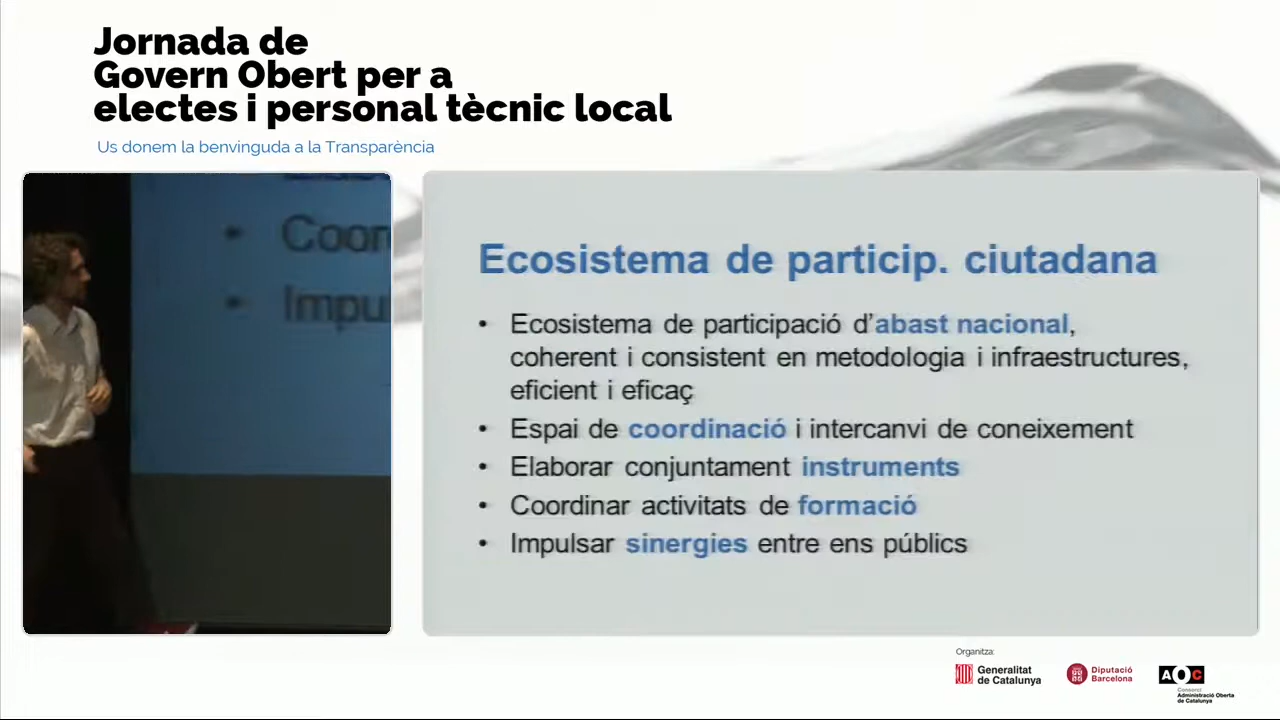 Jornada de
Govern Obert per a
electes i personal tècnic local
Us donem la benvinguda a la Transparència
Coor
Impu
Ecosistema de particip. ciutadana
• Ecosistema de participació d'abast nacional,
coherent i consistent en metodologia i infraestructures,
eficient i eficaç
• Espai de coordinació i intercanvi de coneixement
• Elaborar conjuntament instruments
• Coordinar activitats de formació
• Impulsar sinergies entre ens públics
Organitza:
Generalitat
de Catalunya
Diputació
Barcelona
AOC
Consorci
Administració Oberta
de Catalunya